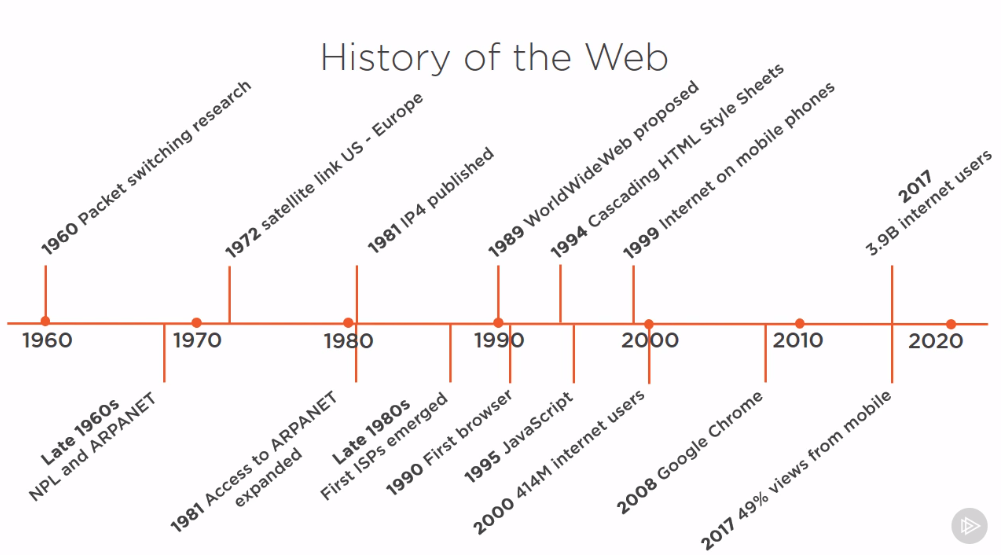 History of the Web
1960 Packet switching research
1972 satellite link US - Europe
1981 IP4 published
1989 WorldWideWeb proposed
1994 Cascading HTML Style Sheets
1999 Internet on mobile phones
2017
3.9B internet users
1960
1970
1980
1990
2000
2010
2020
Late 1960s
NPL and ARPANET
1981 Access to ARPANET
expanded
Late 1980s
First ISPs emerged
1990 First browser
1995 JavaScript
2000 414M internet users
2008 Google Chrome
2017 49% views from mobile